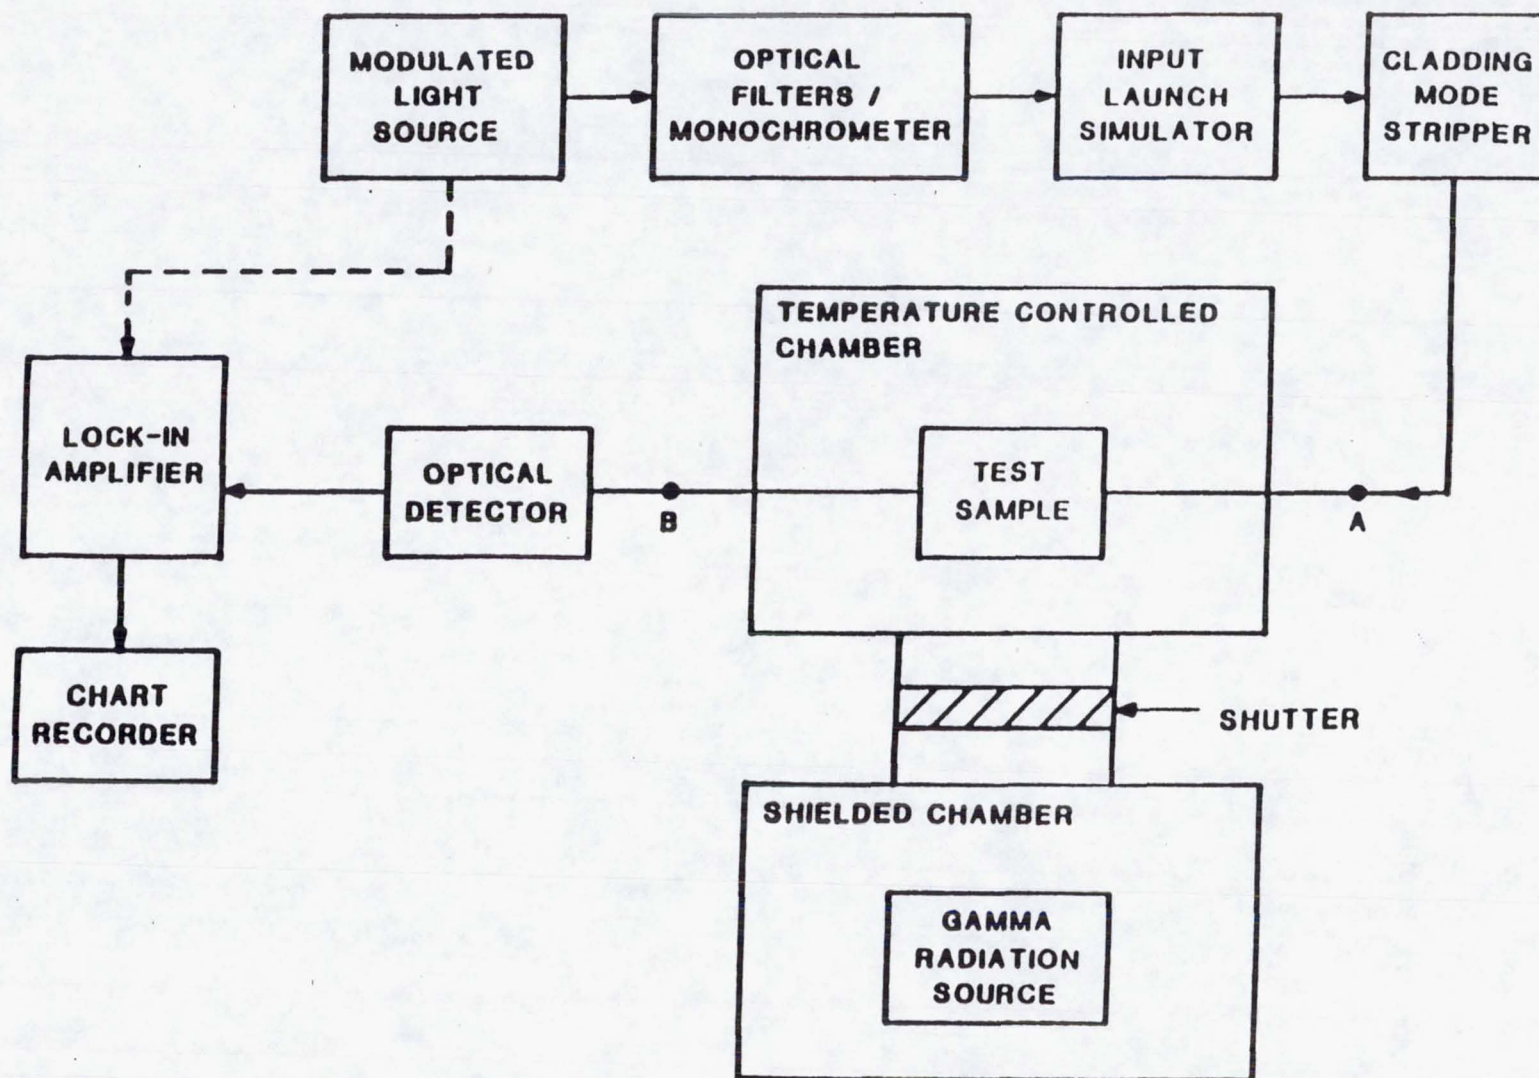 MODULATED
LIGHT
SOURCE
OPTICAL
FILTERS /
MONOCHROMETER
INPUT
LAUNCH
SIMULATOR
CLADDING
MODE
STRIPPER
TEMPERATURE CONTROLLED
CHAMBER
LOCK-IN
AMPLIFIER
OPTICAL
DETECTOR
B
TEST
SAMPLE
A
CHART
RECORDER
SHUTTER
SHIELDED CHAMBER
GAMMA
RADIATION
SOURCE